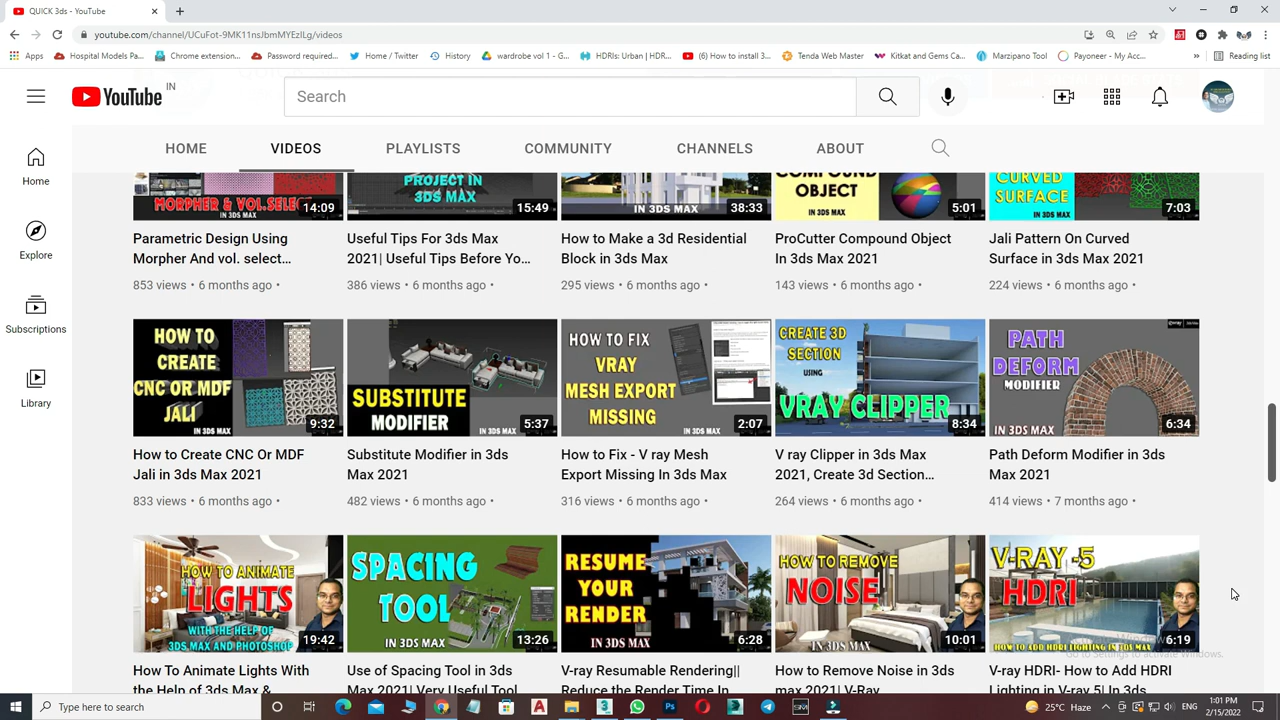 QUICK 3ds - YouTube
youtube.com/channel/UCuFot-9MK11nsJbmMYEzILg/videos
Apps
Hospital Models Pa...
Chrome extension...
Password required...
Home / Twitter
History
wardrobe vol 1 - G...
HDRIs: Urban | HDR...
(6) How to install 3...
Tenda Web Master
Kitkat and Gems Ca...
Marzipano Tool
Payoneer - My Acc...
»
Reading list
YouTube IN
Search
HOME
VIDEOS
PLAYLISTS
COMMUNITY
CHANNELS
ABOUT
Home
Explore
Subscriptions
Library
MORPHER & VOL.SELECT
IN 3DS MAX
14:09
PROJECT IN
3DS MAX
15:49
IN 3DS MAX
38:33
COMPOUND
OBJECT
IN 3DS MAX
5:01
CURVED
SURFACE
IN 3DS MAX
7:03
Parametric Design Using
Morpher And vol. select...
853 views • 6 months ago •
Useful Tips For 3ds Max
2021| Useful Tips Before Yo...
386 views • 6 months ago •
How to Make a 3d Residential
Block in 3ds Max
295 views • 6 months ago •
ProCutter Compound Object
In 3ds Max 2021
143 views • 6 months ago •
Jali Pattern On Curved
Surface in 3ds Max 2021
224 views • 6 months ago •
HOW TO
CREATE
CNC OR MDF
JALI
IN 3DS MAX
9:32
SUBSTITUTE
MODIFIER
IN 3DS MAX
5:37
HOW TO FIX
VRAY
MESH EXPORT
MISSING
IN 3DS MAX
2:07
CREATE 3D
SECTION
USING
VRAY CLIPPER
8:34
PATH
DEFORM
MODIFIER
IN 3DS MAX
6:34
How to Create CNC Or MDF
Jali in 3ds Max 2021
833 views • 6 months ago •
Substitute Modifier in 3ds
Max 2021
482 views • 6 months ago •
How to Fix - V ray Mesh
Export Missing In 3ds Max
316 views • 6 months ago •
V ray Clipper in 3ds Max
2021, Create 3d Section...
264 views • 6 months ago •
Path Deform Modifier in 3ds
Max 2021
414 views • 7 months ago •
HOW TO ANIMATE
LIGHTS
WITH THE HELP OF
3DS MAX AND PHOTOSHOP
19:42
SPACING
TOOL
IN 3DS MAX
13:26
RESUME
YOUR
RENDER
IN 3DS MAX
6:28
HOW TO REMOVE
NOISE
IN 3DS MAX
10:01
V-RAY -5
HDRI
HOW TO ADD HDRI LIGHTING IN VRAY 5
6:19
How To Animate Lights With
the Help of 3ds Max &
Use of Spacing Tool in 3ds
Max 2021| Very Useful Tool
V-ray Resumable Rendering||
Reduce the Render Time In
How to Remove Noise in 3ds
max 2021| V-Ray
V-ray HDRI- How to Add HDRI
Lighting in V-ray 5| In 3ds
Go to Settings to activate Windows.
Type here to search
25°C Haze
ENG
1:01 PM
2/15/2022